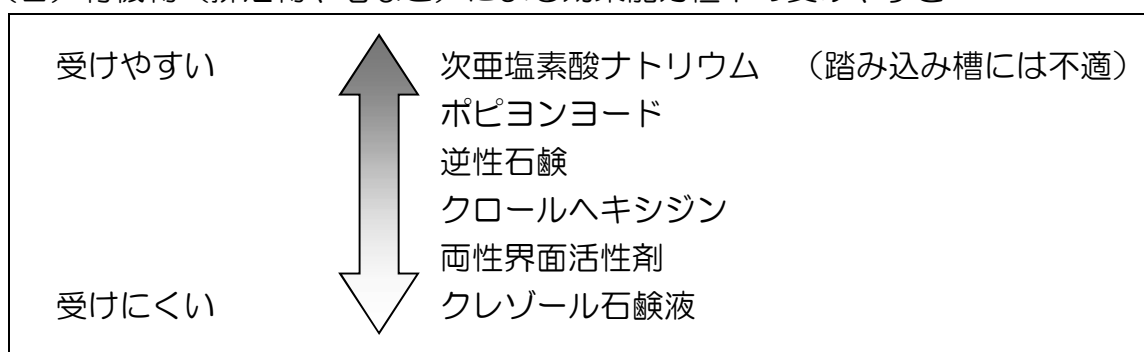 受けやすい 次亜塩素酸ナトリウム （踏み込み槽には不適）
ポピヨンヨード
逆性石鹸
クロールヘキシジン
両性界面活性剤
受けにくい クレゾール石鹸液